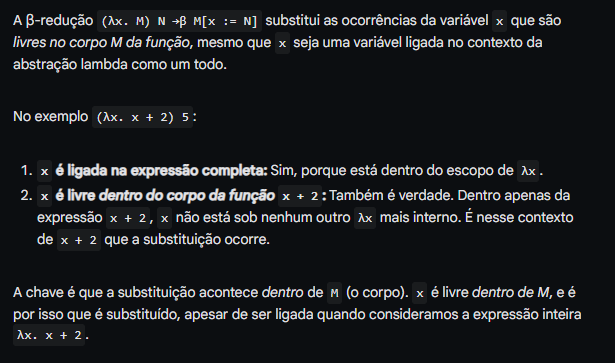 A β-redução (λx. M) N →β M[x := N] substitui as ocorrências da variável x que são
livres no corpo M da função, mesmo que x seja uma variável ligada no contexto da
abstração lambda como um todo.
No exemplo (λx. x + 2) 5:
1. x é ligada na expressão completa: Sim, porque está dentro do escopo de λx.
2. x é livre dentro do corpo da função x + 2: Também é verdade. Dentro apenas da
expressão x + 2, x não está sob nenhum outro λx mais interno. É nesse contexto
de x + 2 que a substituição ocorre.
A chave é que a substituição acontece dentro de M (o corpo). x é livre dentro de M, e é
por isso que é substituído, apesar de ser ligada quando consideramos a expressão inteira
λx. x + 2.